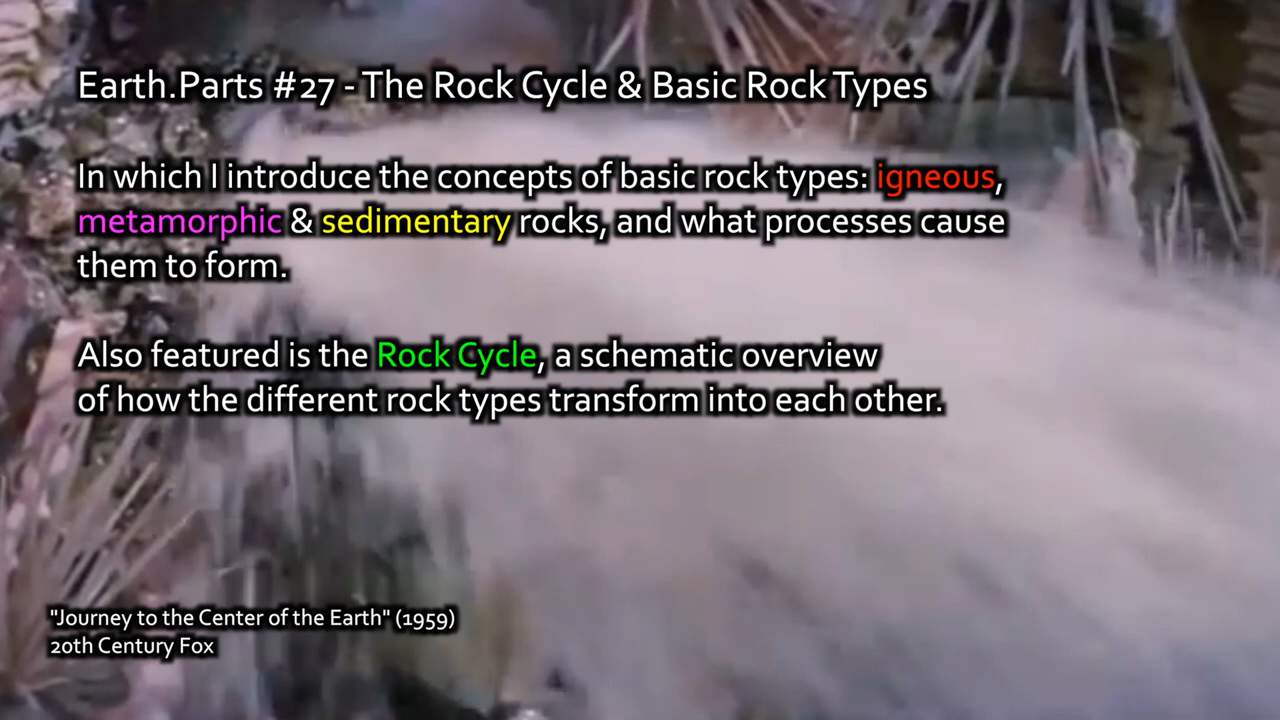 Earth.Parts #27 - The Rock Cycle & Basic Rock Types
In which I introduce the concepts of basic rock types: igneous,
metamorphic & sedimentary rocks, and what processes cause
them to form.
Also featured is the Rock Cycle, a schematic overview
of how the different rock types transform into each other.
"Journey to the Center of the Earth" (1959)
20th Century Fox